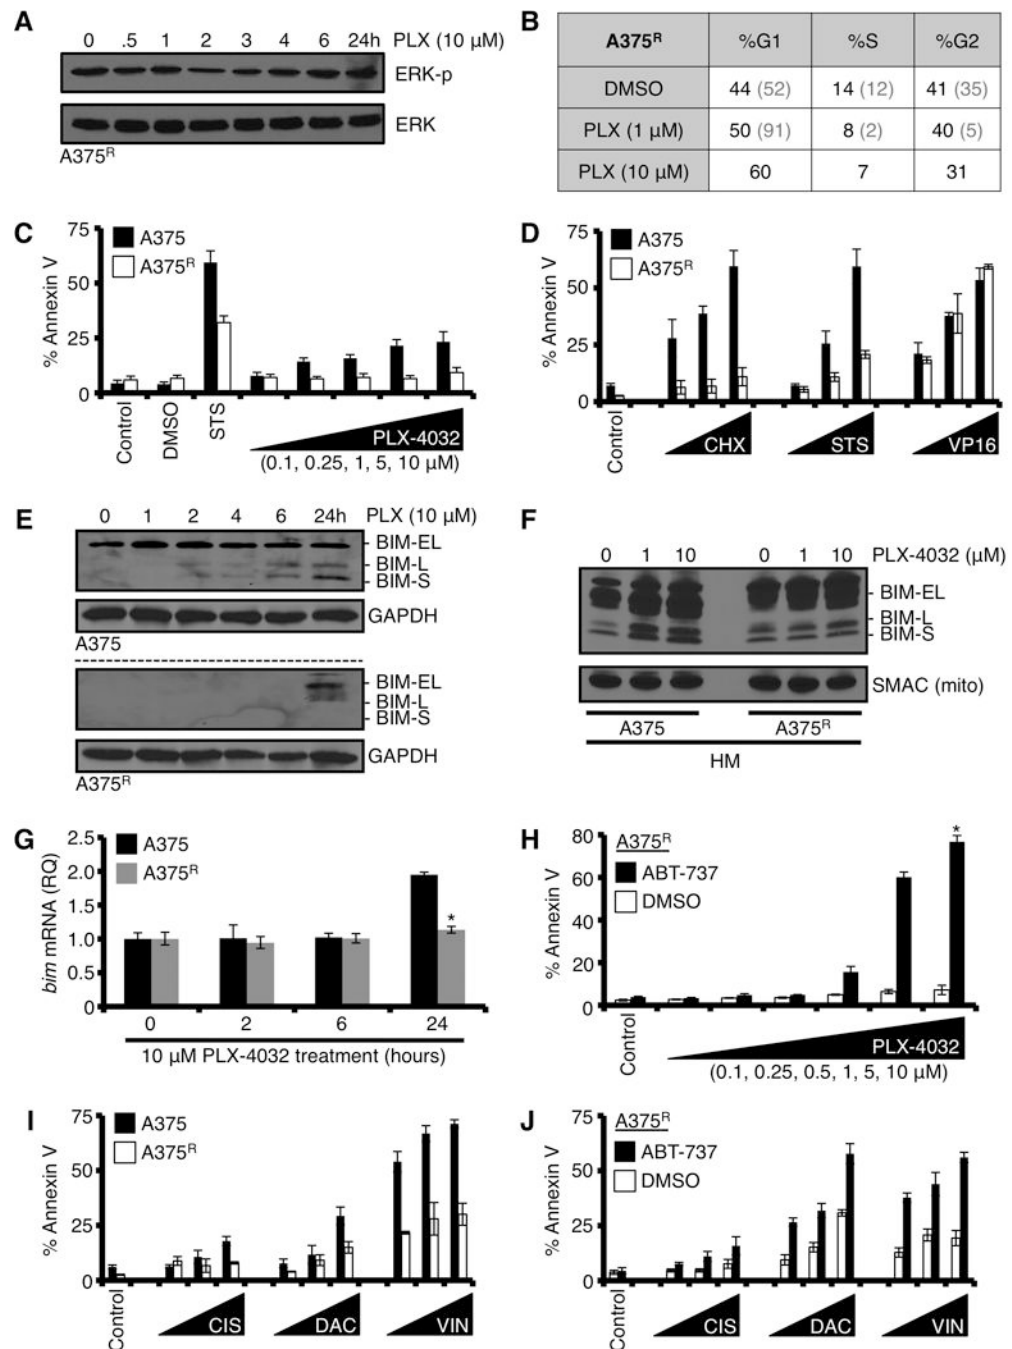 A
0 .5 1 2 3 4 6 24h PLX (10 µM)
ERK-p
ERK
A375R
B
A375R %G1 %S %G2
DMSO 44 (52) 14 (12) 41 (35)
PLX (1 µM) 50 (91) 8 (2) 40 (5)
PLX (10 µM) 60 7 31
C
75
50
25
0
% Annexin V
A375
A375R
Control
DMSO
STS
PLX-4032
(0.1, 0.25, 1, 5, 10 µM)
D
75
50
25
0
% Annexin V
A375
A375R
Control
CHX
STS
VP16
E
0 1 2 4 6 24h PLX (10 µM)
BIM-EL
BIM-L
BIM-S
GAPDH
A375
BIM-EL
BIM-L
BIM-S
GAPDH
A375R
F
0 1 10 0 1 10 PLX-4032 (µM)
BIM-EL
BIM-L
BIM-S
SMAC (mito)
A375 A375R
HM
G
2.5
2.0
1.5
1.0
0.5
0
bim mRNA (RQ)
A375
A375R
*
0 2 6 24
10 µM PLX-4032 treatment (hours)
H
80
60
40
20
0
% Annexin V
A375R
ABT-737
DMSO
*
Control
PLX-4032
(0.1, 0.25, 0.5, 1, 5, 10 µM)
I
75
50
25
0
% Annexin V
A375
A375R
Control
CIS
DAC
VIN
J
75
50
25
0
% Annexin V
A375R
ABT-737
DMSO
Control
CIS
DAC
VIN